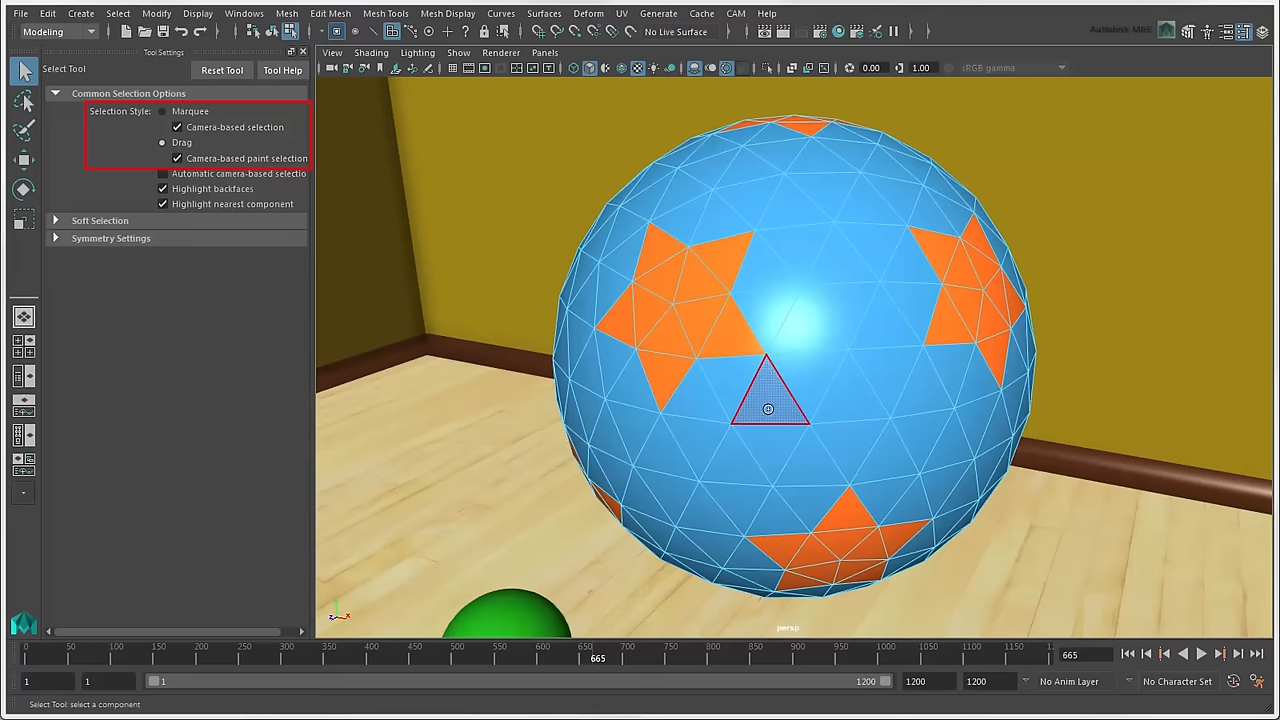 File Edit Create Select Modify Display Windows Mesh Edit Mesh Mesh Tools Mesh Display Curves Surfaces Deform UV Generate Cache CAM Help
Modeling No Live Surface
Tool Settings
View Shading Lighting Show Renderer Panels
Select Tool Reset Tool Tool Help
0.00 1.00 sRGB gamma
Common Selection Options
Selection Style: Marquee
Camera-based selection
Drag
Camera-based paint selection
Automatic camera-based selectio
Highlight backfaces
Highlight nearest component
Soft Selection
Symmetry Settings
persp
0 50 100 150 200 250 300 350 400 450 500 550 600 700 750 800 850 900 950 1000 1050 1100 1150
665
665
1 1 1 1200 1200 1200 No Anim Layer No Character Set
Select Tool: select a component